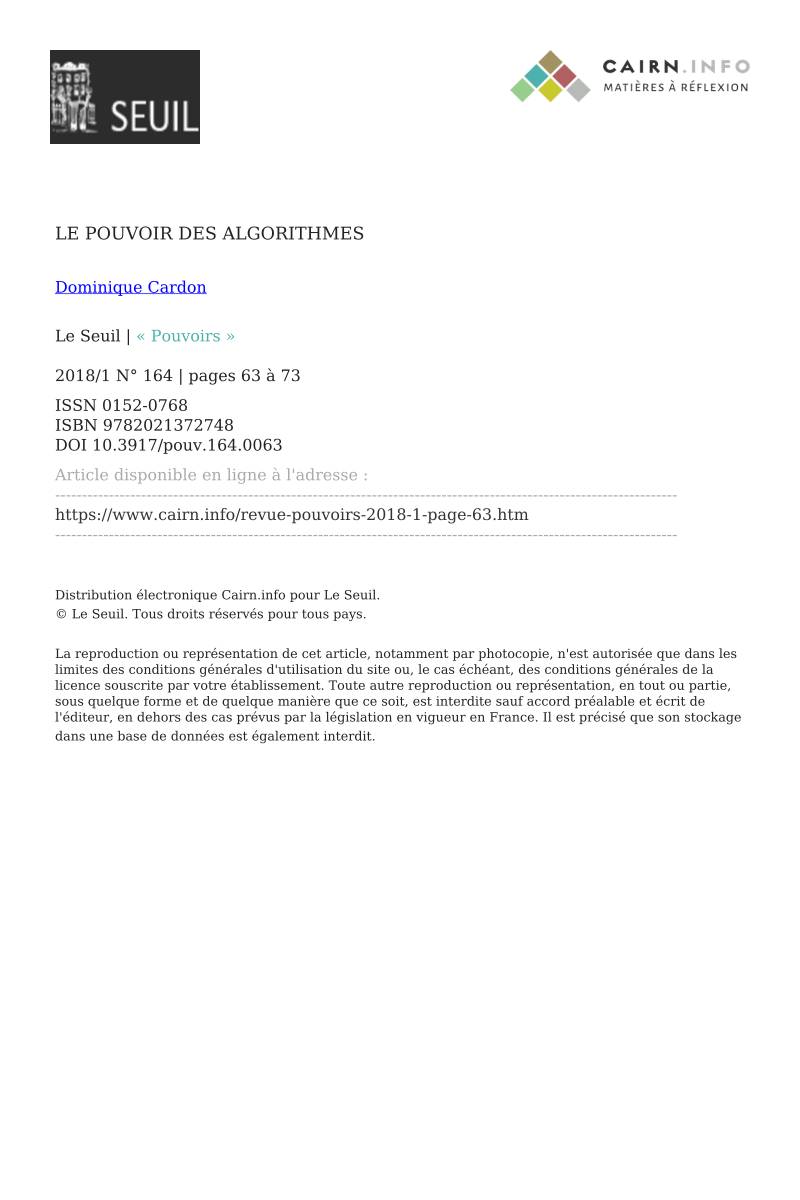 SEUIL
CAIRN.INFO
MATIÈRES À RÉFLEXION
LE POUVOIR DES ALGORITHMES
Dominique Cardon
Le Seuil | « Pouvoirs »
2018/1 N° 164 | pages 63 à 73
ISSN 0152-0768
ISBN 9782021372748
DOI 10.3917/pouv.164.0063
Article disponible en ligne à l'adresse :
--------------------------------------------------------------------------------------------------------------------
https://www.cairn.info/revue-pouvoirs-2018-1-page-63.htm
--------------------------------------------------------------------------------------------------------------------
Distribution électronique Cairn.info pour Le Seuil.
© Le Seuil. Tous droits réservés pour tous pays.
La reproduction ou représentation de cet article, notamment par photocopie, n'est autorisée que dans les
limites des conditions générales d'utilisation du site ou, le cas échéant, des conditions générales de la
licence souscrite par votre établissement. Toute autre reproduction ou représentation, en tout ou partie,
sous quelque forme et de quelque manière que ce soit, est interdite sauf accord préalable et écrit de
l'éditeur, en dehors des cas prévus par la législation en vigueur en France. Il est précisé que son stockage
dans une base de données est également interdit.